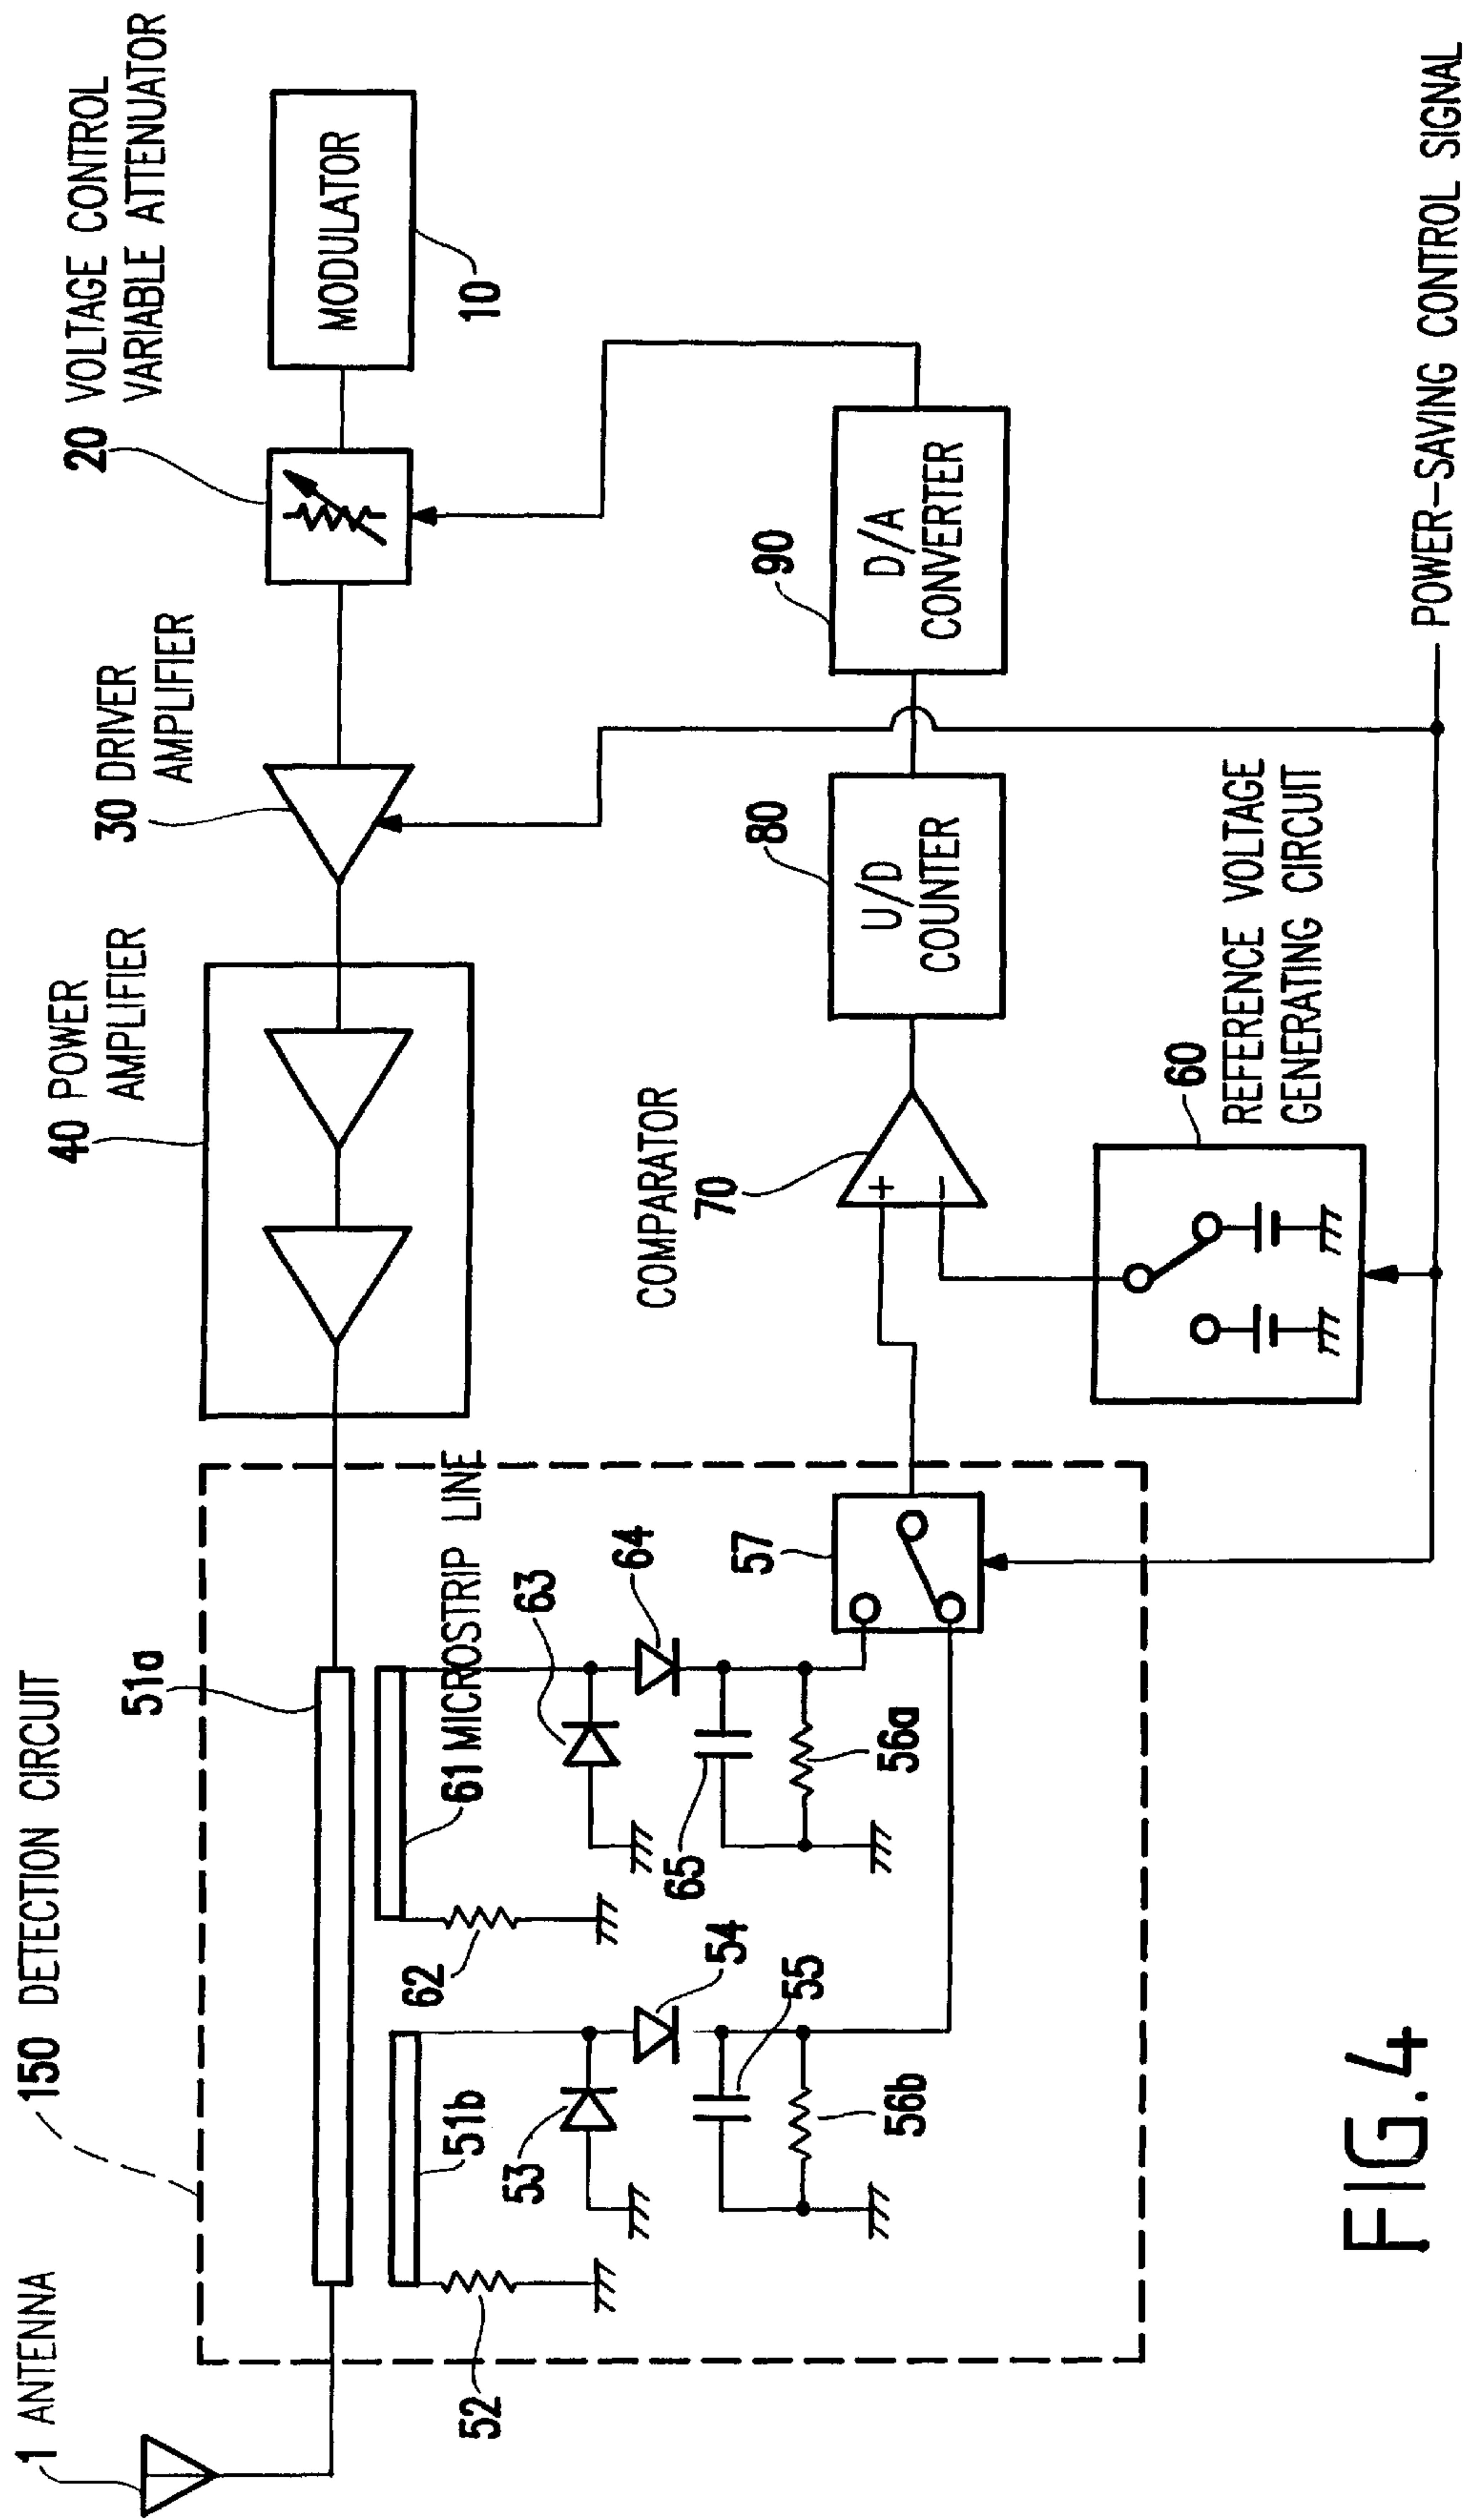 1 ANTENNA
150 DETECTION CIRCUIT
40 POWER
AMPLIFIER
30 DRIVER
AMPLIFIER
20 VOLTAGE CONTROL
VARIABLE ATTENUATOR
51a
MODULATOR
10
52
51b
62
61 MICROSTRIP LINE
53
54
63
64
65
55
56b
56a
57
COMPARATOR
70
80
U/D
COUNTER
90
D/A
CONVERTER
+
−
60
REFERENCE VOLTAGE
GENERATING CIRCUIT
POWER-SAVING CONTROL SIGNAL
FIG.4